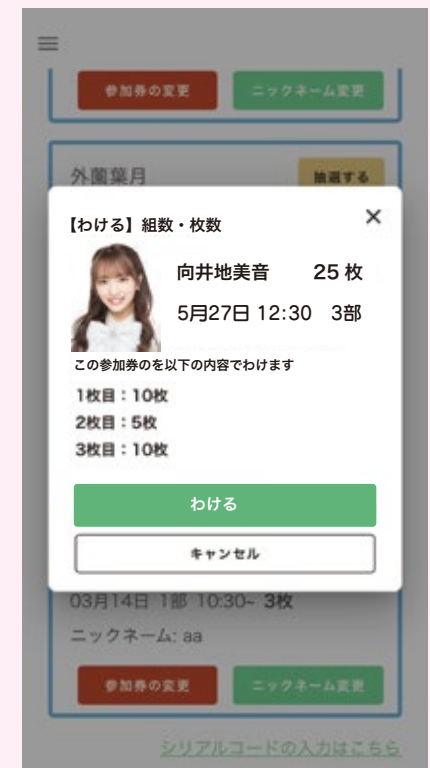 参加券の変更
ニックネーム変更
外薗葉月
抽選する
【わける】組数・枚数
×
向井地美音 25 枚
5月27日 12:30 3部
この参加券のを以下の内容でわけます
1枚目：10枚
2枚目：5枚
3枚目：10枚
わける
キャンセル
03月14日 1部 10:30~ 3枚
ニックネーム: aa
参加券の変更
ニックネーム変更
シリアルコードの入力はこちら